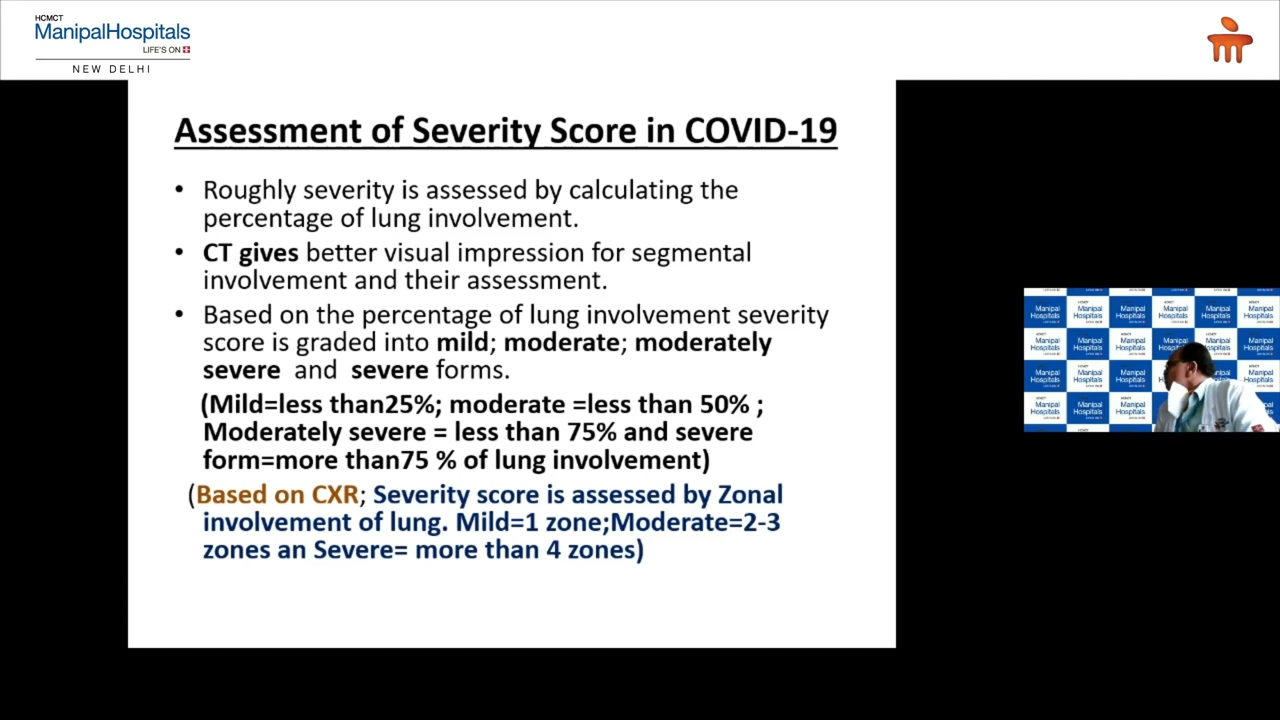 HCMCT
ManipalHospitals
LIFE'S ON
NEW DELHI
Assessment of Severity Score in COVID-19
• Roughly severity is assessed by calculating the
percentage of lung involvement.
• CT gives better visual impression for segmental
involvement and their assessment.
• Based on the percentage of lung involvement severity
score is graded into mild; moderate; moderately
severe and severe forms.
(Mild=less than25%; moderate =less than 50% ;
Moderately severe = less than 75% and severe
form=more than75 % of lung involvement)
(Based on CXR; Severity score is assessed by Zonal
involvement of lung. Mild=1 zone;Moderate=2-3
zones an Severe= more than 4 zones)
Manipal Hospitals